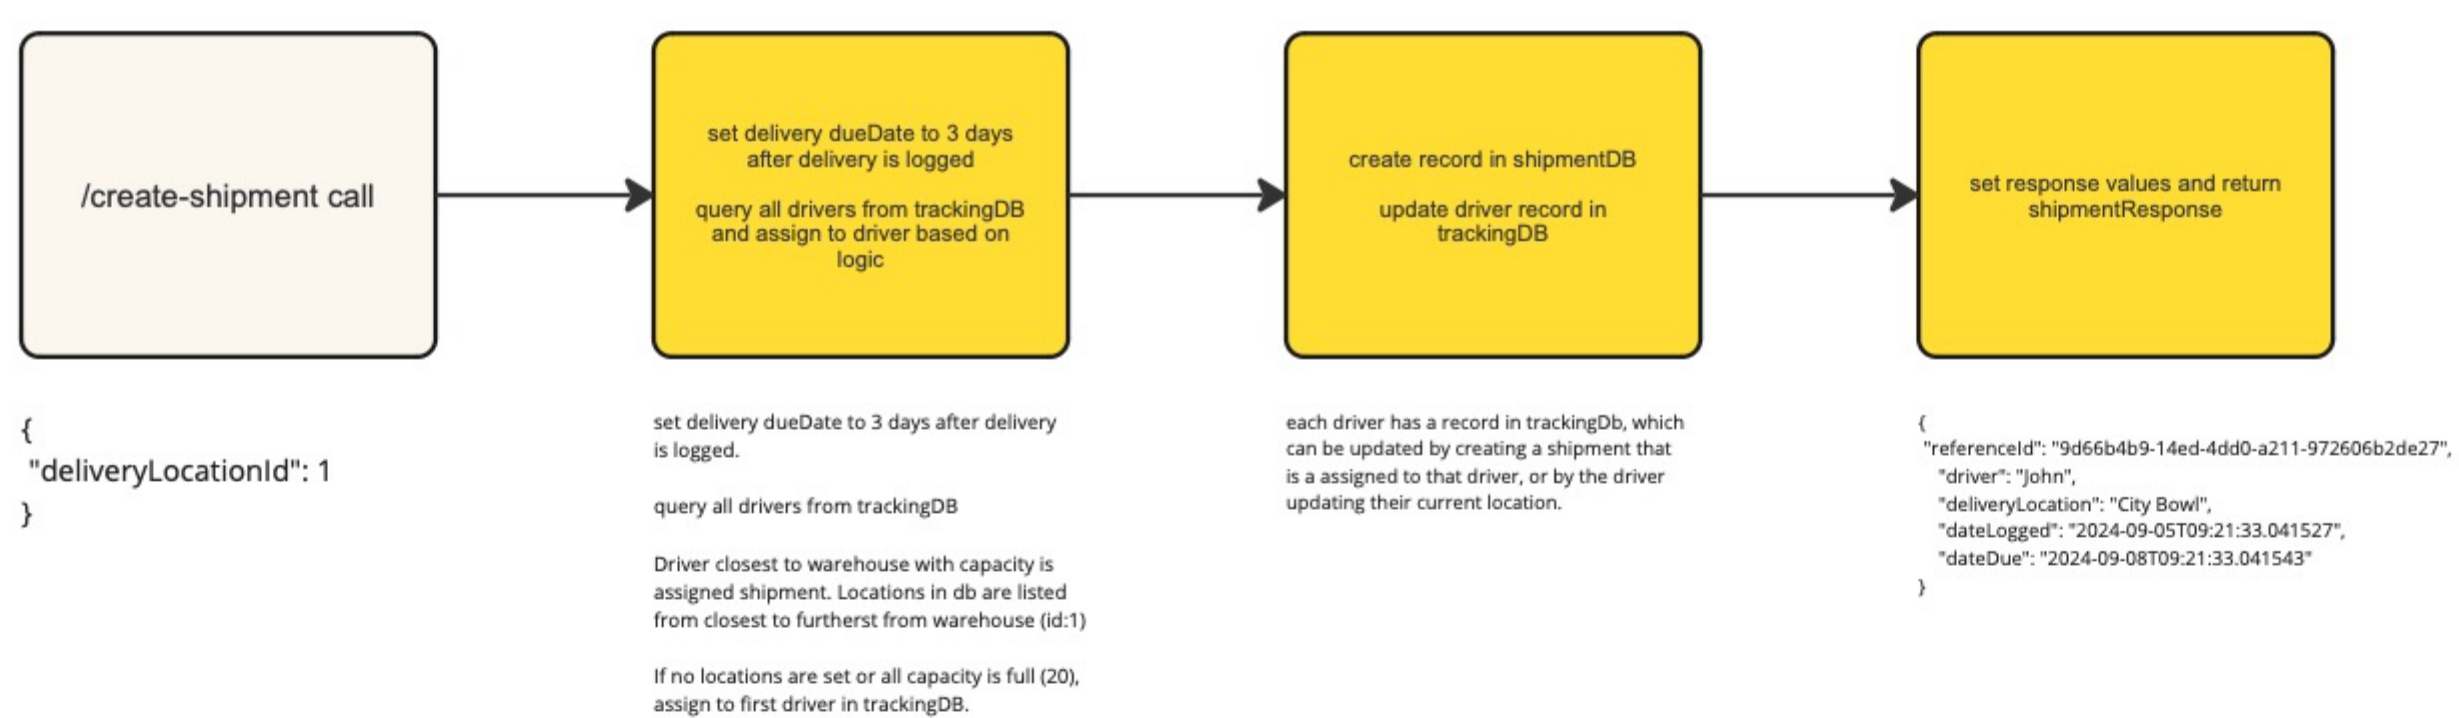 /create-shipment call
set delivery dueDate to 3 days
after delivery is logged
query all drivers from trackingDB
and assign to driver based on
logic
create record in shipmentDB
update driver record in
trackingDB
set response values and return
shipmentResponse
{
"deliveryLocationId": 1
}
set delivery dueDate to 3 days after delivery
is logged.
query all drivers from trackingDB
Driver closest to warehouse with capacity is
assigned shipment. Locations in db are listed
from closest to furtherst from warehouse (id:1)
If no locations are set or all capacity is full (20),
assign to first driver in trackingDB.
each driver has a record in trackingDb, which
can be updated by creating a shipment that
is a assigned to that driver, or by the driver
updating their current location.
{
"referenceId": "9d66b4b9-14ed-4dd0-a211-972606b2de27",
"driver": "John",
"deliveryLocation": "City Bowl",
"dateLogged": "2024-09-05T09:21:33.041527",
"dateDue": "2024-09-08T09:21:33.041543"
}